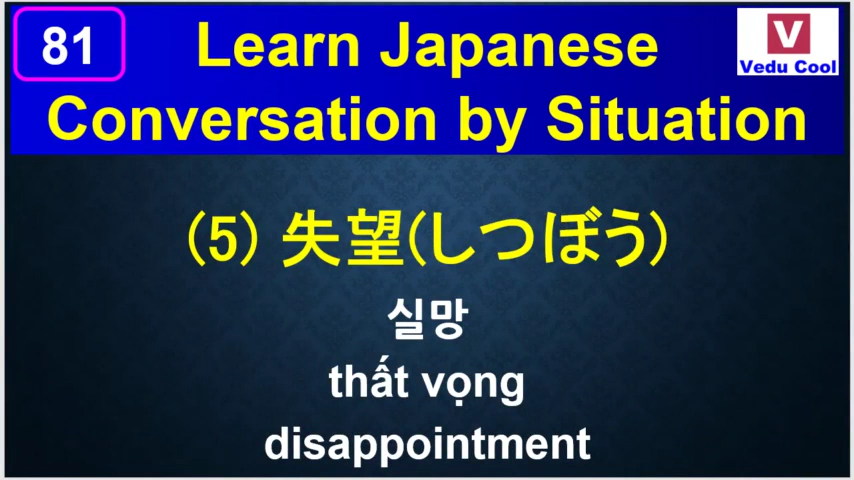 81
Learn Japanese
Conversation by Situation
V
Vedu Cool
(5) 失望(しつぼう)
실망
thất vọng
disappointment